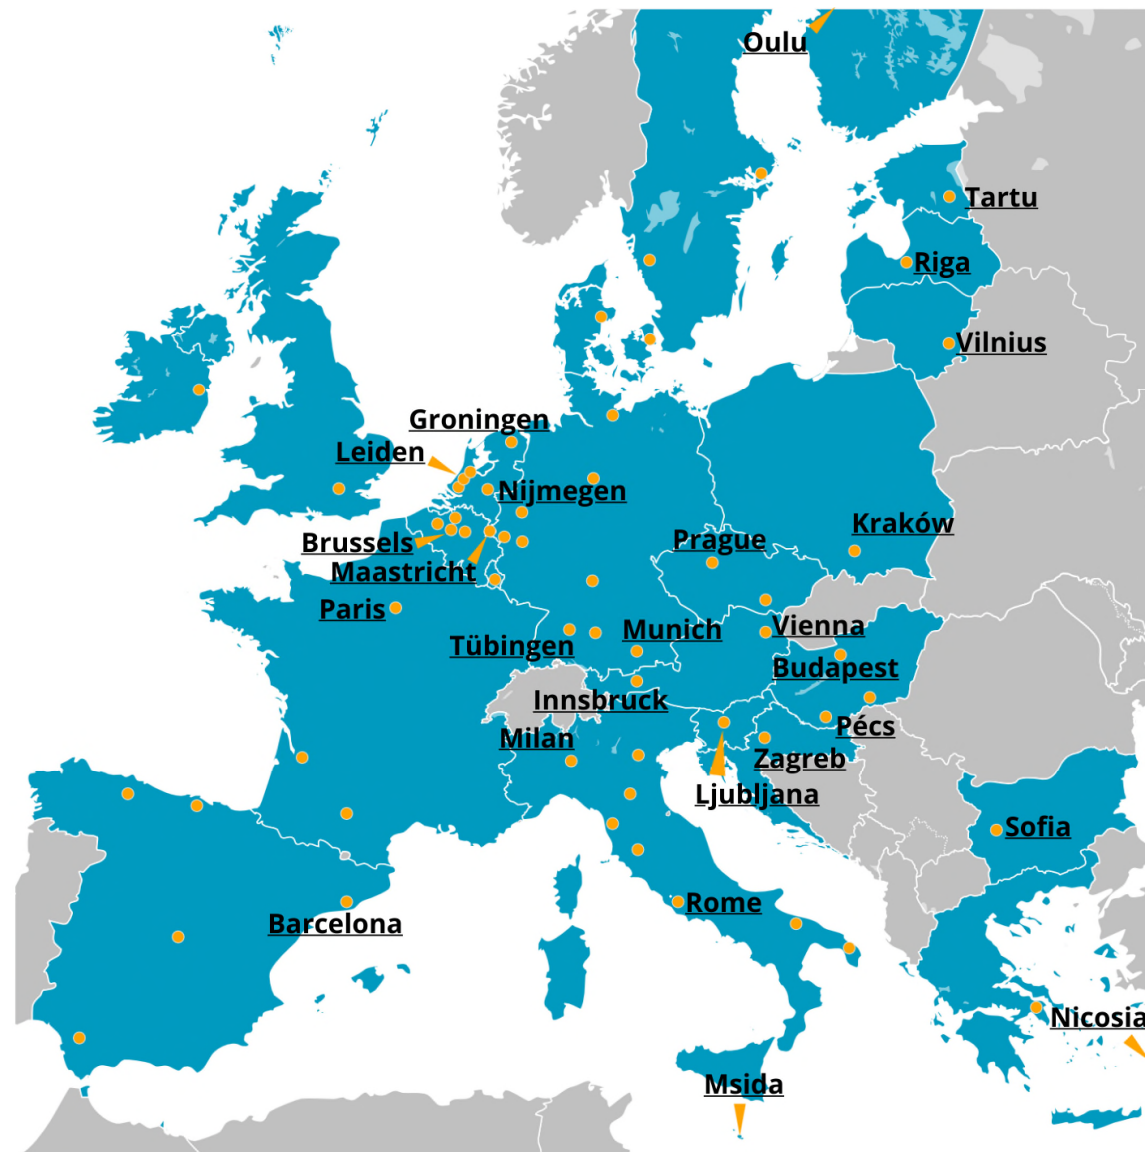 Oulu
Tartu
Riga
Vilnius
Groningen
Leiden
Nijmegen
Kraków
Brussels
Prague
Maastricht
Paris
Vienna
Munich
Tübingen
Budapest
Innsbruck
Pécs
Milan
Zagreb
Ljubljana
Sofia
Rome
Barcelona
Nicosia
Msida